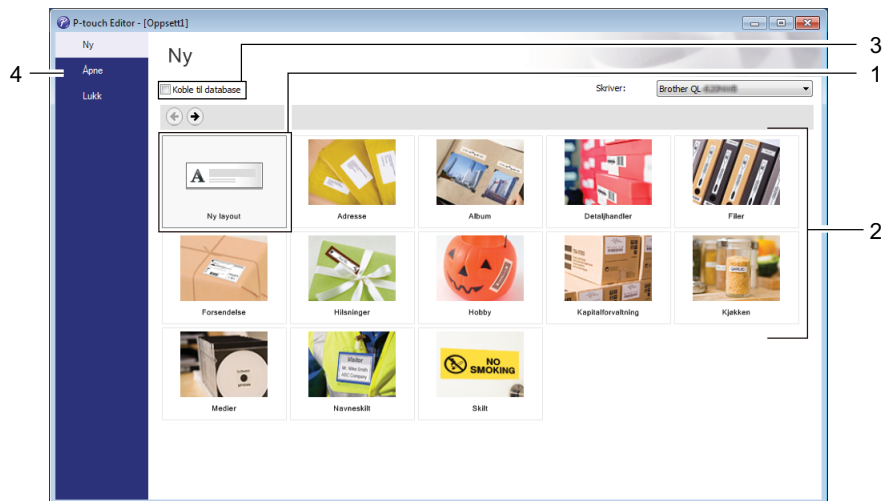 P-touch Editor - [Oppsett1]
Ny
Åpne
Lukk
Ny
Koble til database
Skriver:
Brother QL
3
4
1
2
A
Ny layout
Adresse
Album
Detaljhandler
Filer
Forsendelse
Hilsninger
Hobby
Kapitalforvaltning
GARLIC
Kjøkken
Medier
Visitor
Mr. Mike Smith
ABC Company
Navneskilt
NO
SMOKING
Skilt